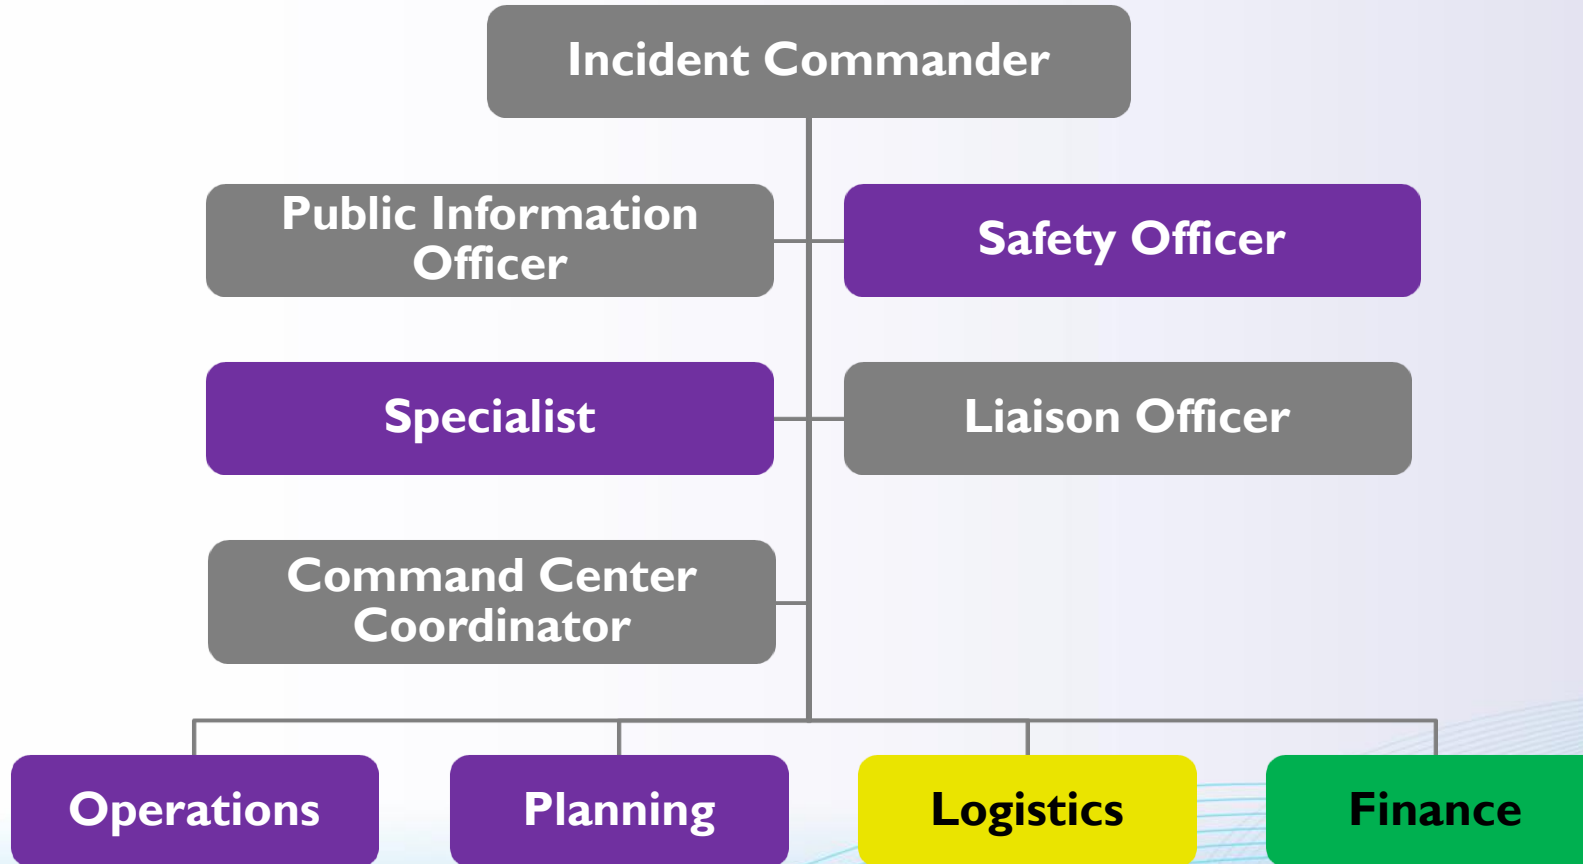 Incident Commander
Public Information
Officer
Safety Officer
Specialist
Liaison Officer
Command Center
Coordinator
Operations
Planning
Logistics
Finance